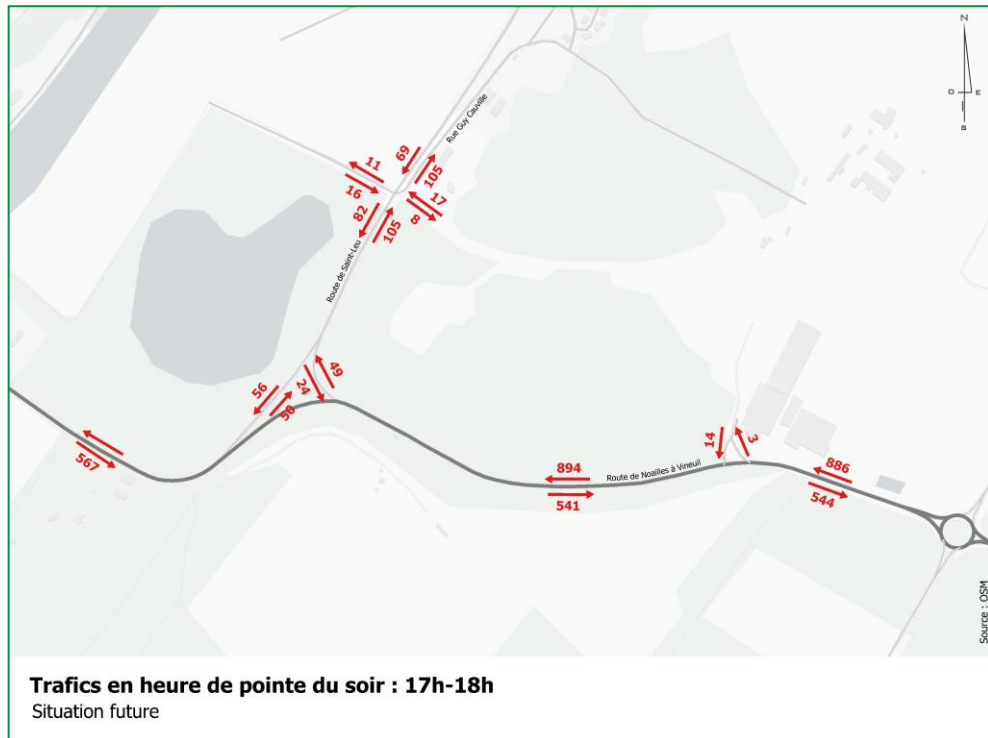 N
O
E
B
Rue Guy Cauville
69
105
11
16
17
8
82
105
Route de Saint-Leu
49
24
56
50
567
14
3
894
Route de Noailles à Vineuil
541
886
544
Source : OSM
Trafics en heure de pointe du soir : 17h-18h
Situation future